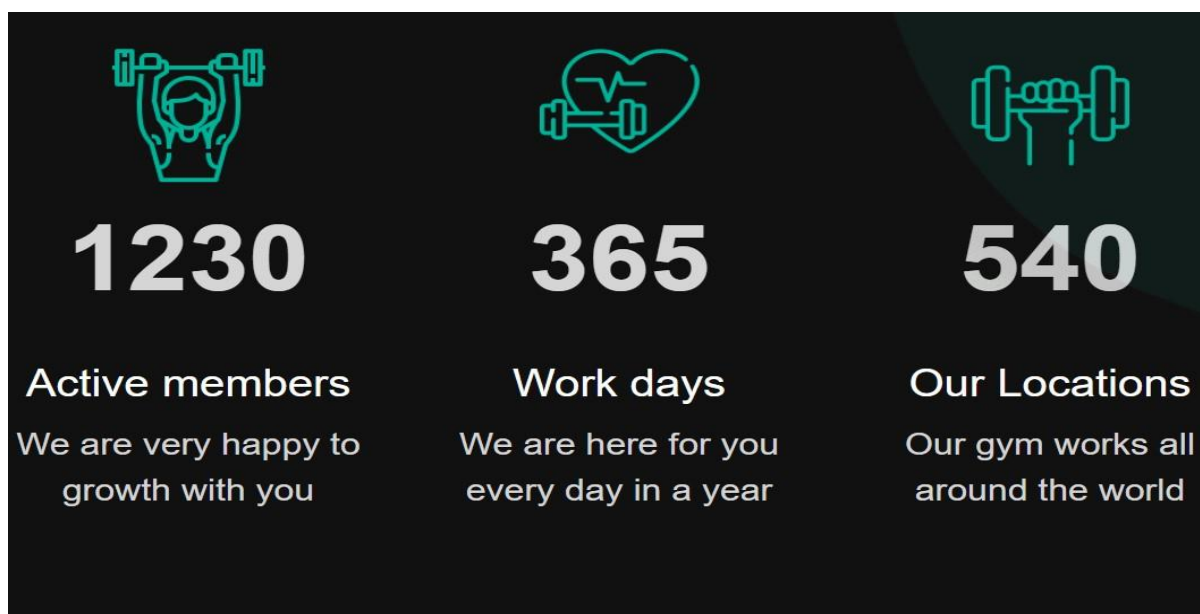 1230
Active members
We are very happy to
growth with you
365
Work days
We are here for you
every day in a year
540
Our Locations
Our gym works all
around the world